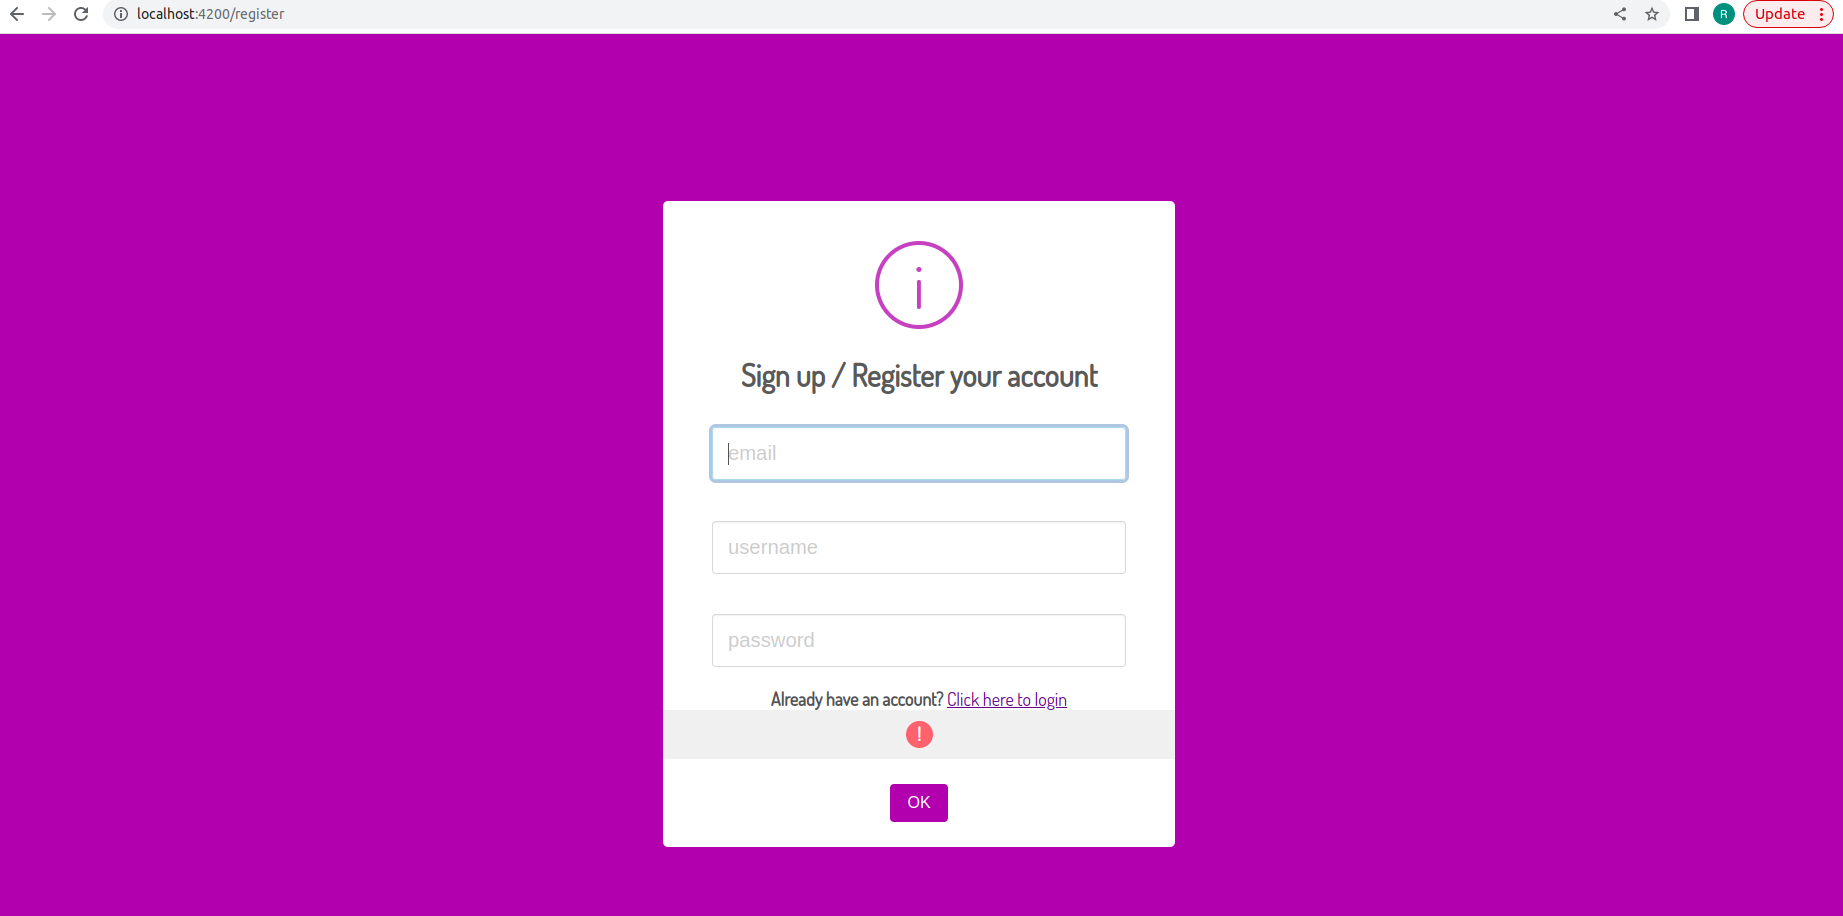 localhost:4200/register
R
Update
i
Sign up / Register your account
email
username
password
Already have an account? Click here to login
!
OK